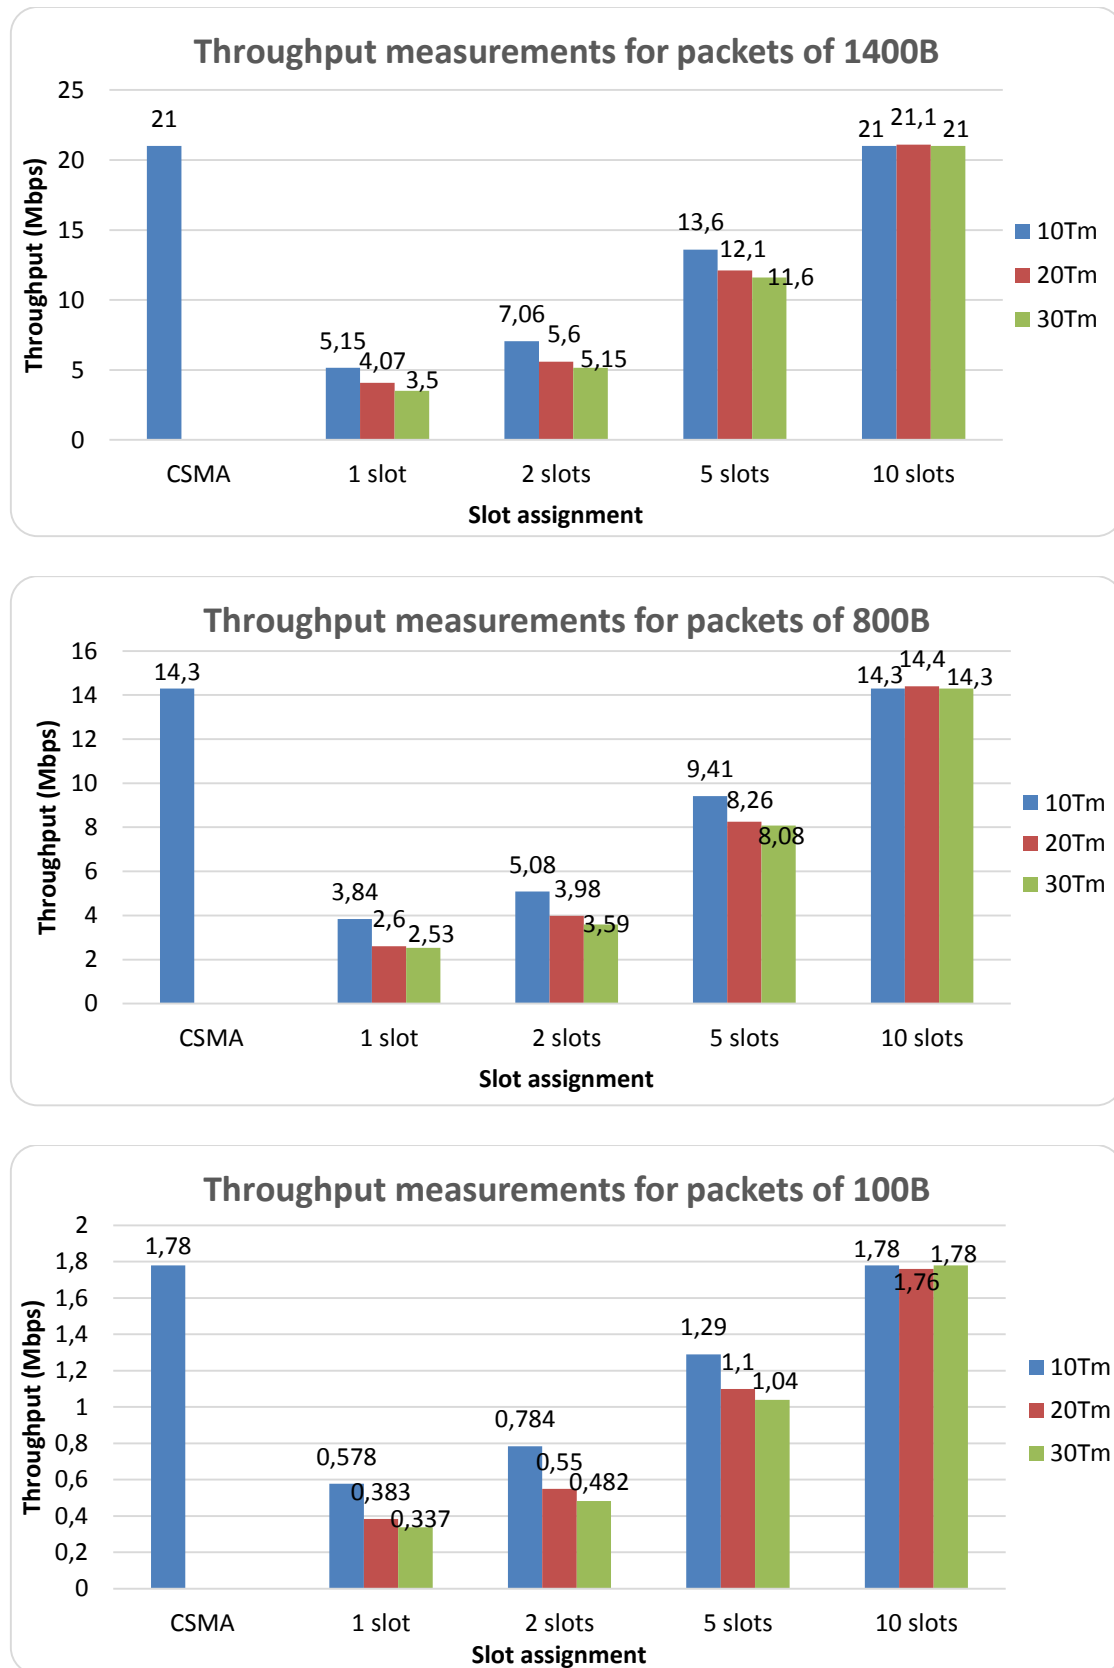 Throughput measurements for packets of 1400B
Throughput (Mbps)
25
20
15
10
5
0
21
5,15
4,07
3,5
7,06
5,6
5,15
13,6
12,1
11,6
21
21,1
21
CSMA
1 slot
2 slots
5 slots
10 slots
Slot assignment
10Tm
20Tm
30Tm
Throughput measurements for packets of 800B
Throughput (Mbps)
16
14
12
10
8
6
4
2
0
14,3
3,84
2,6
2,53
5,08
3,98
3,59
9,41
8,26
8,08
14,3
14,4
14,3
CSMA
1 slot
2 slots
5 slots
10 slots
Slot assignment
10Tm
20Tm
30Tm
Throughput measurements for packets of 100B
Throughput (Mbps)
2
1,8
1,6
1,4
1,2
1
0,8
0,6
0,4
0,2
0
1,78
0,578
0,383
0,337
0,784
0,55
0,482
1,29
1,1
1,04
1,78
1,76
1,78
CSMA
1 slot
2 slots
5 slots
10 slots
Slot assignment
10Tm
20Tm
30Tm